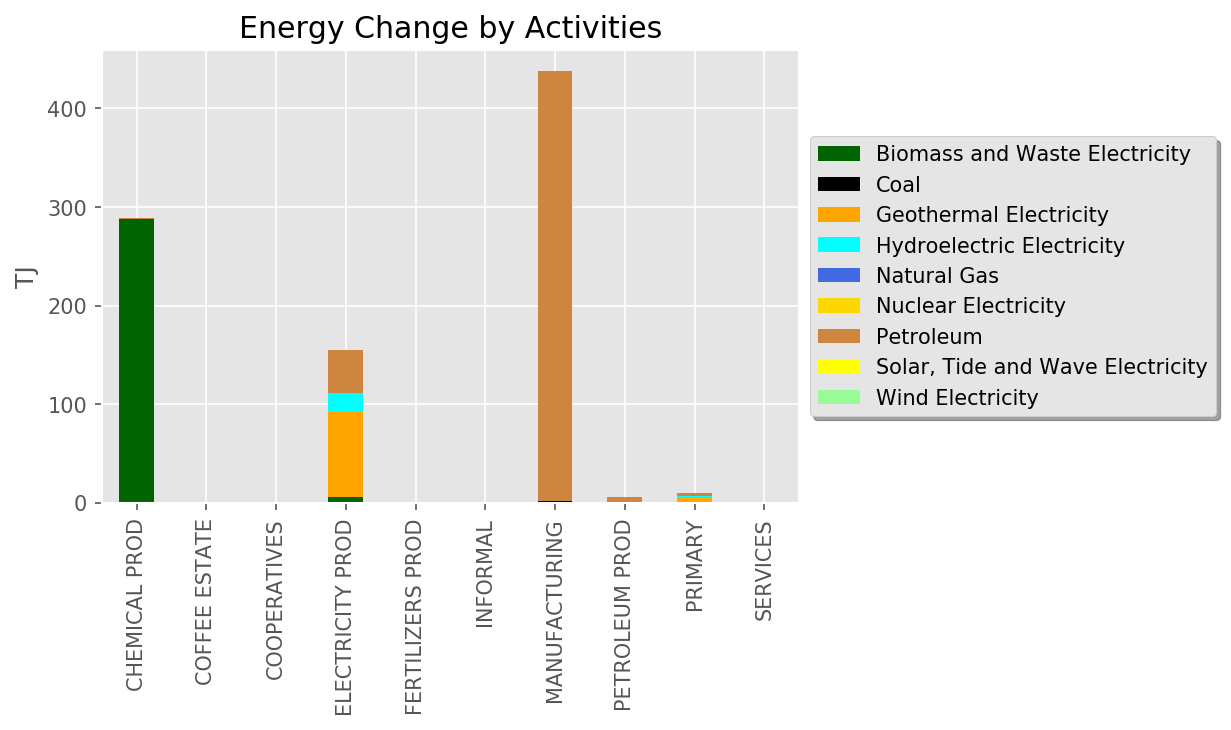 Energy Change by Activities
TJ
400
300
200
100
0
CHEMICAL PROD
COFFEE ESTATE
COOPERATIVES
ELECTRICITY PROD
FERTILIZERS PROD
INFORMAL
MANUFACTURING
PETROLEUM PROD
PRIMARY
SERVICES
Biomass and Waste Electricity
Coal
Geothermal Electricity
Hydroelectric Electricity
Natural Gas
Nuclear Electricity
Petroleum
Solar, Tide and Wave Electricity
Wind Electricity